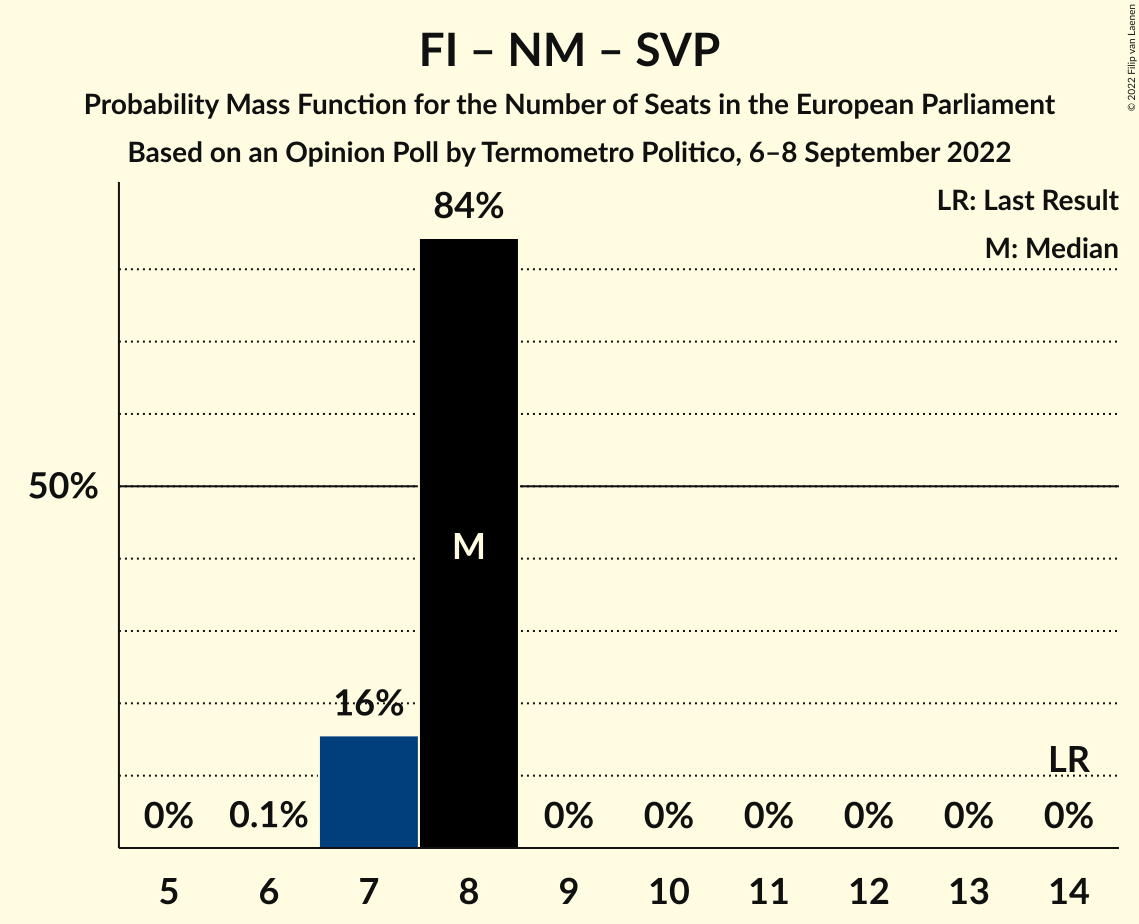 FI – NM – SVP
Probability Mass Function for the Number of Seats in the European Parliament
Based on an Opinion Poll by Termometro Politico, 6–8 September 2022
© 2022 Filip van Laenen
LR: Last Result
M: Median
84%
50%
M
16%
LR
0% 0.1% 0% 0% 0% 0% 0% 0%
5 6 7 8 9 10 11 12 13 14